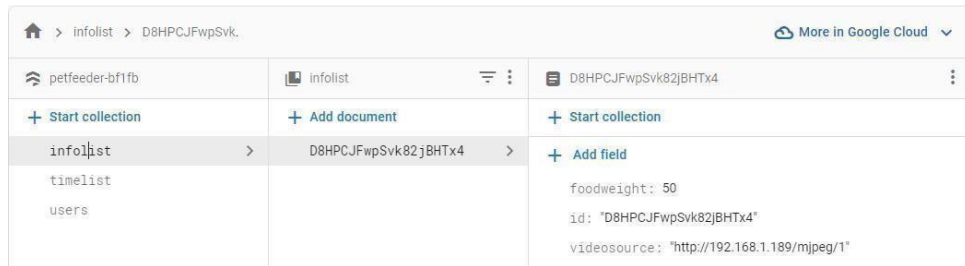 > infolist > D8HPCJFwpSvk.
More in Google Cloud
petfeeder-bf1fb
infolist
D8HPCJFwpSvk82jBHTx4
+ Start collection
+ Add document
+ Start collection
infolist >
D8HPCJFwpSvk82jBHTx4 >
+ Add field
timelist
foodweight: 50
users
id: "D8HPCJFwpSvk82jBHTx4"
videosource: "http://192.168.1.189/mjpeg/1"